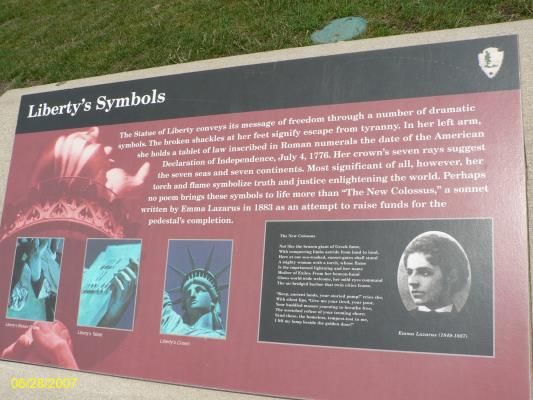 Liberty's Symbols
The Statue of Liberty conveys its message of freedom through a number of dramatic
symbols. The broken shackles at her feet signify escape from tyranny. In her left arm,
she holds a tablet of law inscribed in Roman numerals the date of the American
Declaration of Independence, July 4, 1776. Her crown's seven rays suggest
the seven seas and seven continents. Most significant of all, however, her
torch and flame symbolize truth and justice enlightening the world. Perhaps
no poem brings these symbols to life more than “The New Colossus,” a sonnet
written by Emma Lazarus in 1883 as an attempt to raise funds for the
pedestal's completion.
The New Colossus
Not like the brazen giant of Greek fame,
With conquering limbs astride from land to land;
Here at our sea-washed, sunset gates shall stand
A mighty woman with a torch, whose flame
Is the imprisoned lightning and her name
Mother of Exiles. From her beacon-hand
Glows world-wide welcome; her mild eyes command
The air-bridged harbor that twin cities frame.
"Keep, ancient lands, your storied pomp!" cries she,
With silent lips. "Give me your tired, your poor,
Your huddled masses yearning to breathe free,
The wretched refuse of your teeming shore;
Send these, the homeless, tempest-tost to me,
I lift my lamp beside the golden door!"
Emma Lazarus (1849-1887)
Liberty's Broken
Liberty's Tablet
Liberty's Crown
06/28/2007